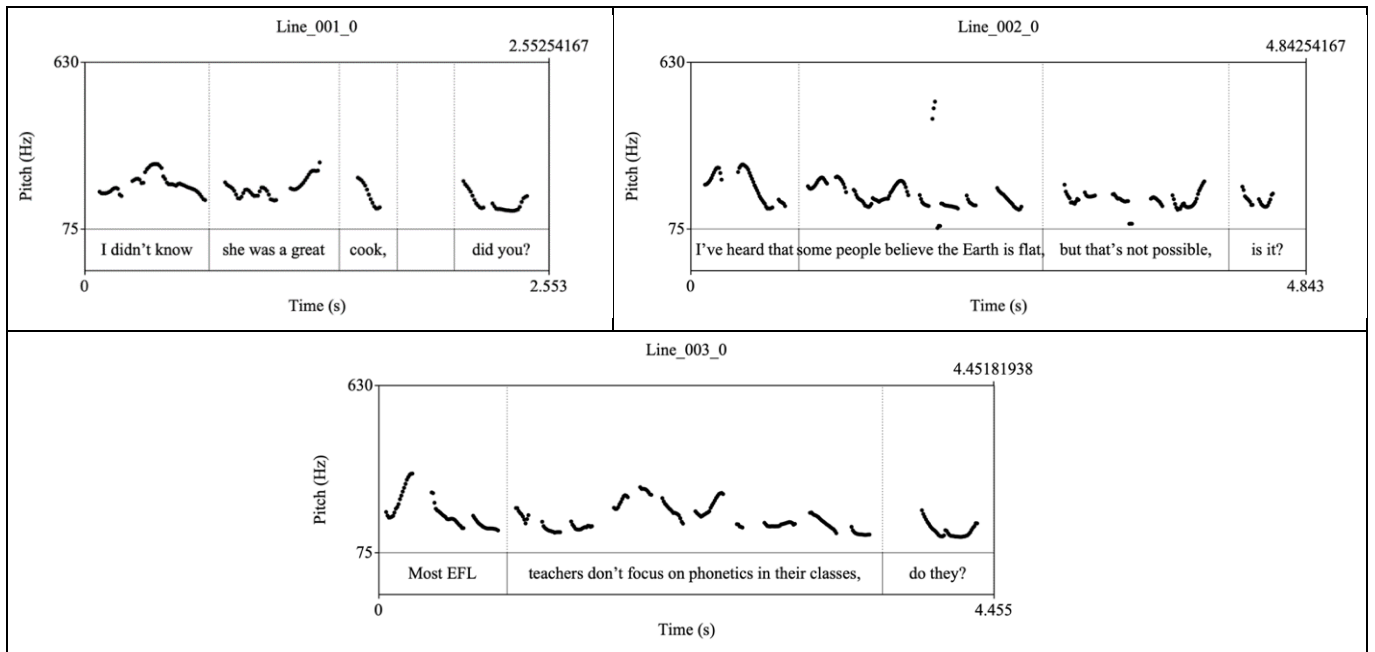 Line_001_0
2.55254167
630
Pitch (Hz)
75
I didn't know she was a great cook, did you?
0 2.553
Time (s)
Line_002_0
4.84254167
630
Pitch (Hz)
75
I've heard that some people believe the Earth is flat, but that's not possible, is it?
0 4.843
Time (s)
Line_003_0
4.45181938
630
Pitch (Hz)
75
Most EFL teachers don't focus on phonetics in their classes, do they?
0 4.455
Time (s)